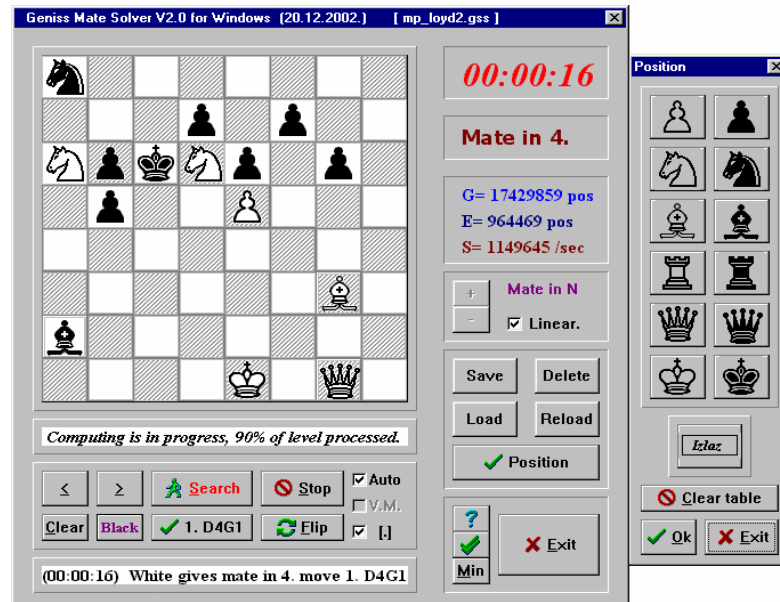 Geniss Mate Solver V2.0 for Windows (20.12.2002.) [ mp_loyd2.gss ]
00:00:16
Mate in 4.
G= 17429859 pos
E= 964469 pos
S= 1149645 /sec
+ Mate in N
- Linear.
Save Delete
Load Reload
Position
Computing is in progress, 90% of level processed.
< > Search Stop Auto
V.M.
Clear Black 1. D4G1 Flip [.]
?
Min
Exit
(00:00:16) White gives mate in 4. move 1. D4G1
Position
Izlaz
Clear table
Ok Exit